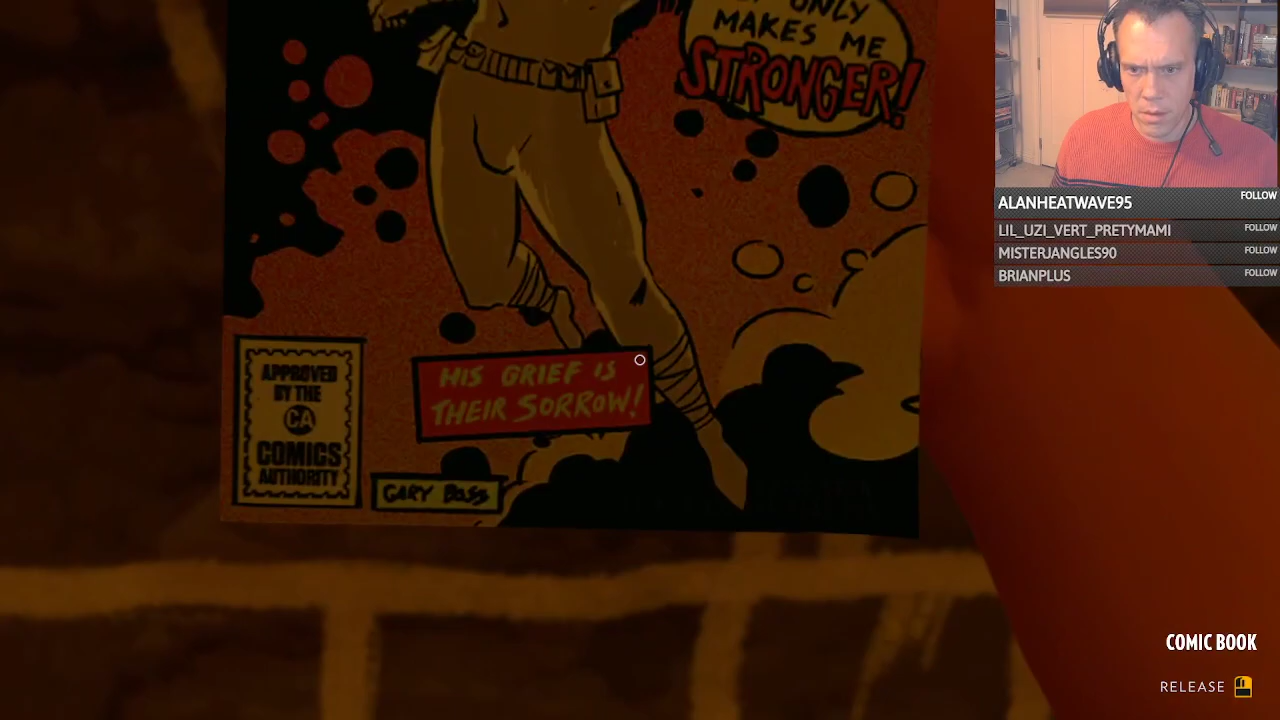 ONLY
MAKES ME
STRONGER!
HIS GRIEF IS
THEIR SORROW!
APPROVED
BY THE
CA
COMICS
AUTHORITY
GARY BOSS
ALANHEATWAVE95 FOLLOW
LIL_UZI_VERT_PRETYMAMI FOLLOW
MISTERJANGLES90 FOLLOW
BRIANPLUS FOLLOW
COMIC BOOK
RELEASE